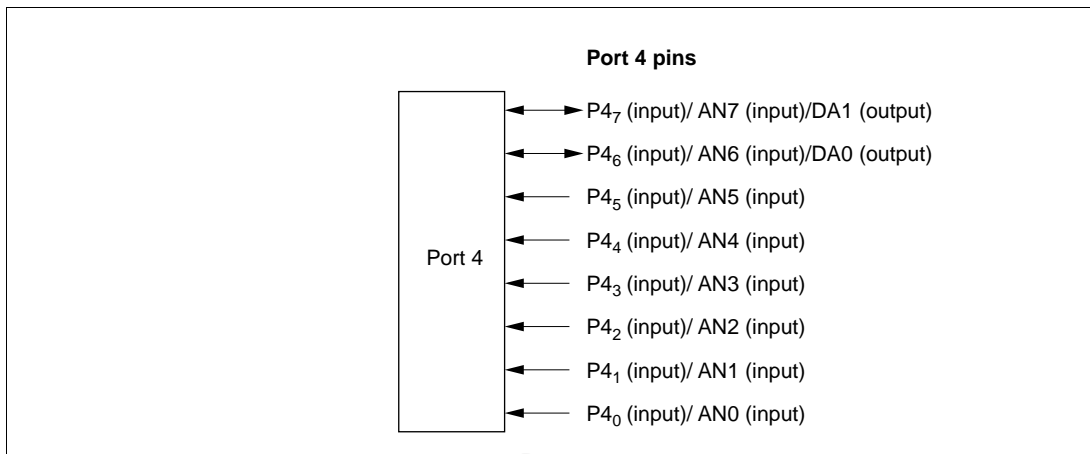 Port 4 pins
P4₇ (input)/ AN7 (input)/DA1 (output)
P4₆ (input)/ AN6 (input)/DA0 (output)
P4₅ (input)/ AN5 (input)
Port 4
P4₄ (input)/ AN4 (input)
P4₃ (input)/ AN3 (input)
P4₂ (input)/ AN2 (input)
P4₁ (input)/ AN1 (input)
P4₀ (input)/ AN0 (input)